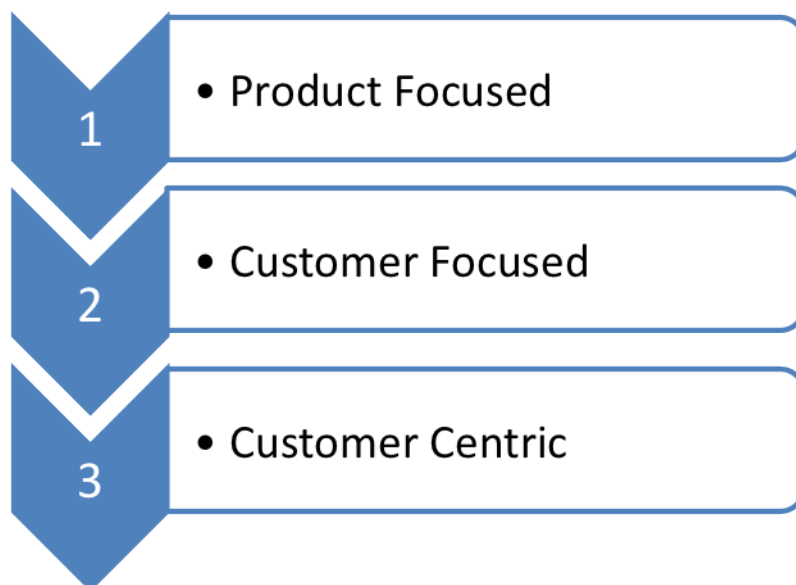 1
• Product Focused
2
• Customer Focused
3
• Customer Centric